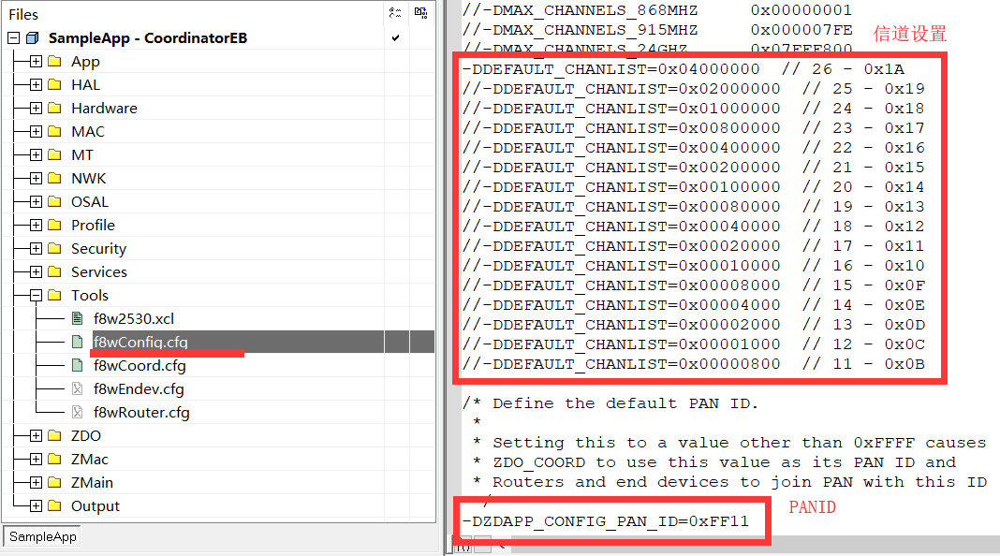 Files
SampleApp - CoordinatorEB
App
HAL
Hardware
MAC
MT
NWK
OSAL
Profile
Security
Services
Tools
f8w2530.xcl
f8wConfig.cfg
f8wCoord.cfg
f8wEndev.cfg
f8wRouter.cfg
ZDO
ZMac
ZMain
Output
SampleApp
//-DMAX_CHANNELS_868MHZ 0x00000001
//-DMAX_CHANNELS_915MHZ 0x000007FE
//-DMAX_CHANNELS_24GHZ 0x07FFF800
信道设置
-DDEFAULT_CHANLIST=0x04000000 // 26 - 0x1A
//-DDEFAULT_CHANLIST=0x02000000 // 25 - 0x19
//-DDEFAULT_CHANLIST=0x01000000 // 24 - 0x18
//-DDEFAULT_CHANLIST=0x00800000 // 23 - 0x17
//-DDEFAULT_CHANLIST=0x00400000 // 22 - 0x16
//-DDEFAULT_CHANLIST=0x00200000 // 21 - 0x15
//-DDEFAULT_CHANLIST=0x00100000 // 20 - 0x14
//-DDEFAULT_CHANLIST=0x00080000 // 19 - 0x13
//-DDEFAULT_CHANLIST=0x00040000 // 18 - 0x12
//-DDEFAULT_CHANLIST=0x00020000 // 17 - 0x11
//-DDEFAULT_CHANLIST=0x00010000 // 16 - 0x10
//-DDEFAULT_CHANLIST=0x00008000 // 15 - 0x0F
//-DDEFAULT_CHANLIST=0x00004000 // 14 - 0x0E
//-DDEFAULT_CHANLIST=0x00002000 // 13 - 0x0D
//-DDEFAULT_CHANLIST=0x00001000 // 12 - 0x0C
//-DDEFAULT_CHANLIST=0x00000800 // 11 - 0x0B
/* Define the default PAN ID.
*
* Setting this to a value other than 0xFFFF causes
* ZDO_COORD to use this value as its PAN ID and
* Routers and end devices to join PAN with this ID
PANID
-DZDAPP_CONFIG_PAN_ID=0xFF11